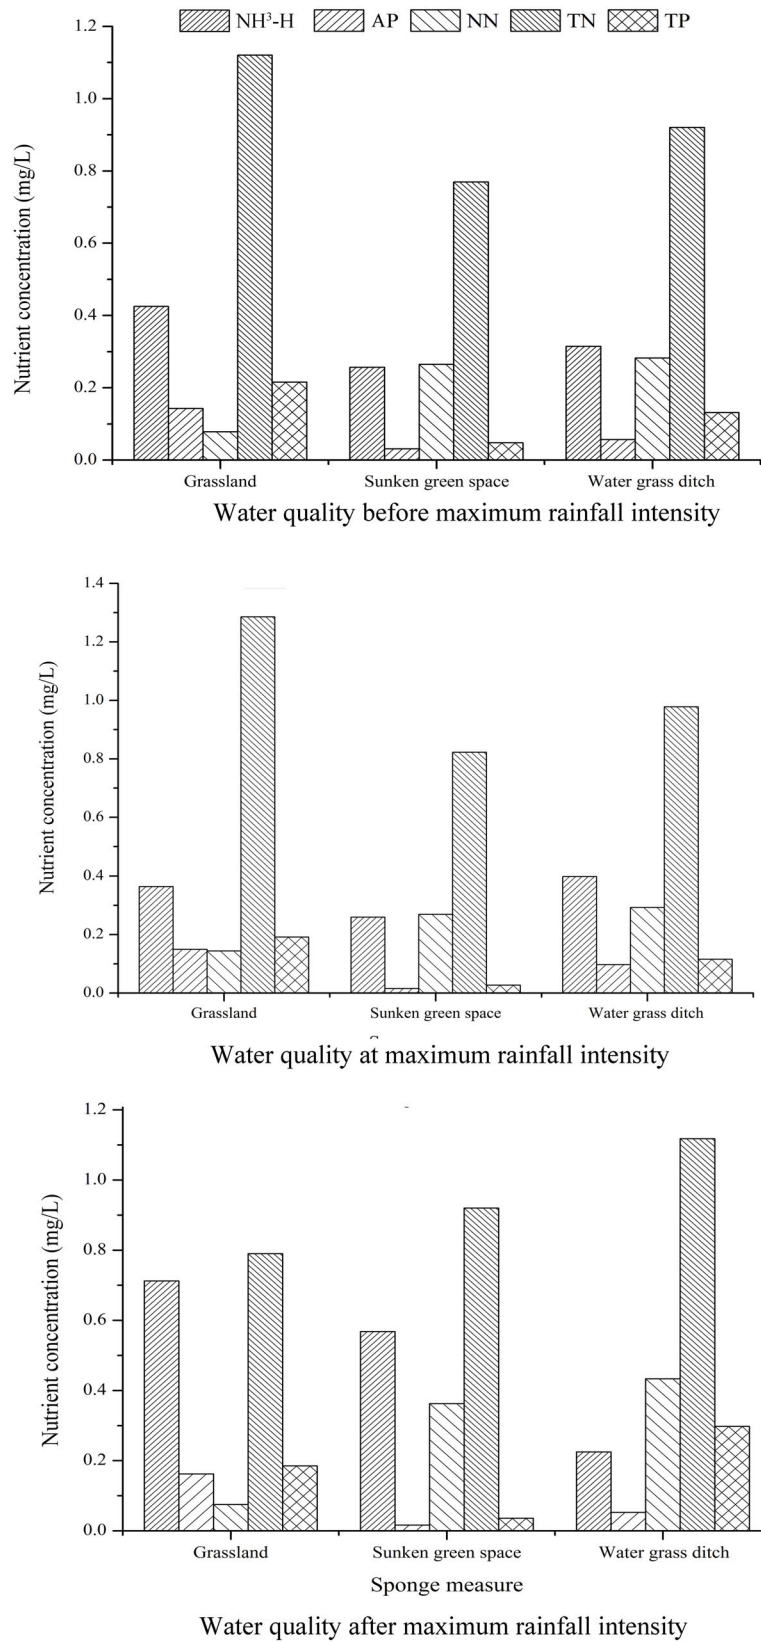 NH³-H AP NN TN TP
Nutrient concentration (mg/L)
1.2
1.0
0.8
0.6
0.4
0.2
0.0
Grassland Sunken green space Water grass ditch
Water quality before maximum rainfall intensity
Nutrient concentration (mg/L)
1.4
1.2
1.0
0.8
0.6
0.4
0.2
0.0
Grassland Sunken green space Water grass ditch
Water quality at maximum rainfall intensity
Nutrient concentration (mg/L)
1.2
1.0
0.8
0.6
0.4
0.2
0.0
Grassland Sunken green space Water grass ditch
Sponge measure
Water quality after maximum rainfall intensity